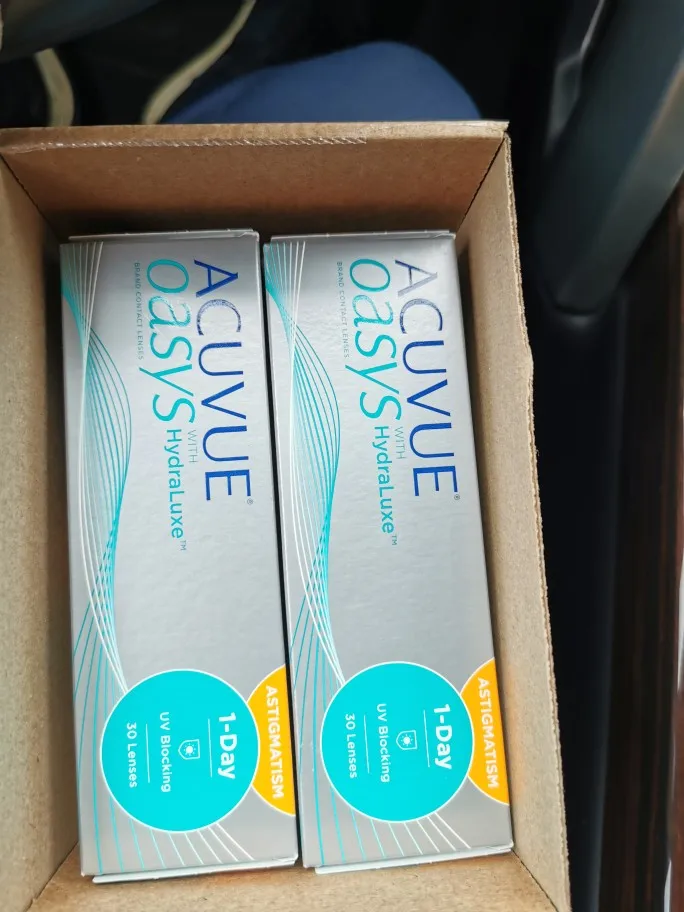 ACUVUE®
oasys WITH HydraLuxe™
BRAND CONTACT LENSES
ASTIGMATISM
1-Day
UV Blocking
30 Lenses
ACUVUE®
oasys WITH HydraLuxe™
BRAND CONTACT LENSES
ASTIGMATISM
1-Day
UV Blocking
30 Lenses